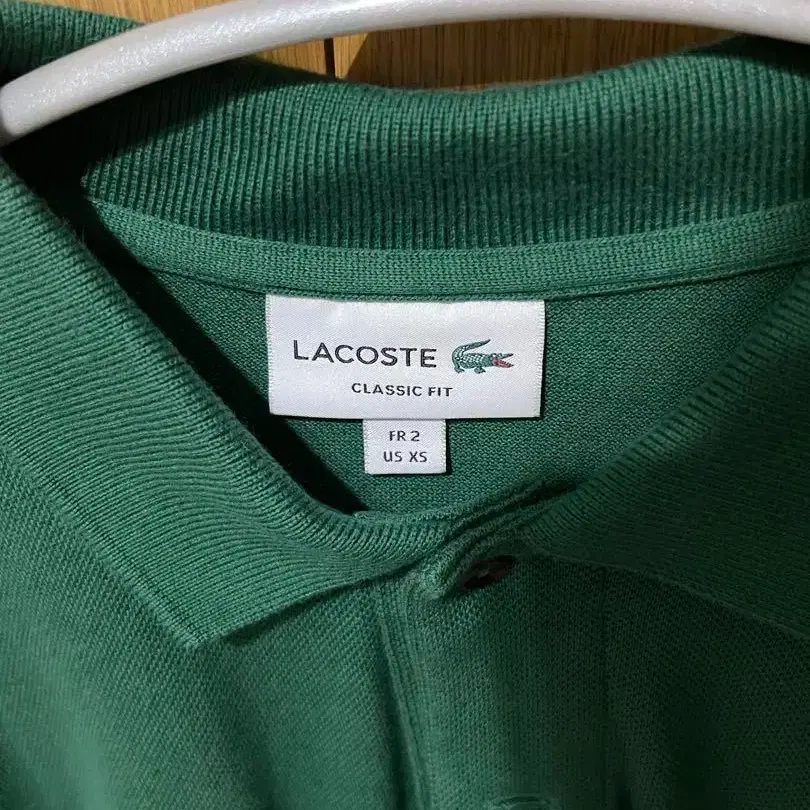 LACOSTE
CLASSIC FIT
FR 2
US XS